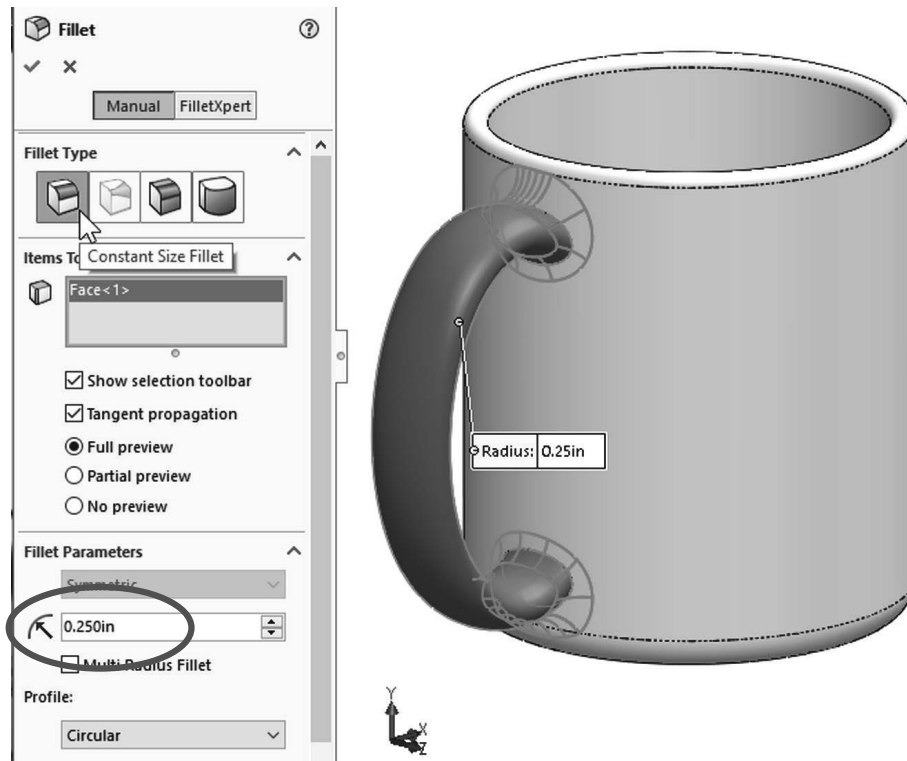 Fillet
Manual FilletXpert
Fillet Type
Constant Size Fillet
Items To
Face<1>
Show selection toolbar
Tangent propagation
Full preview
Partial preview
No preview
Radius: 0.25in
Fillet Parameters
Symmetric
0.250in
Multi Radius Fillet
Profile:
Circular
Y
X
Z